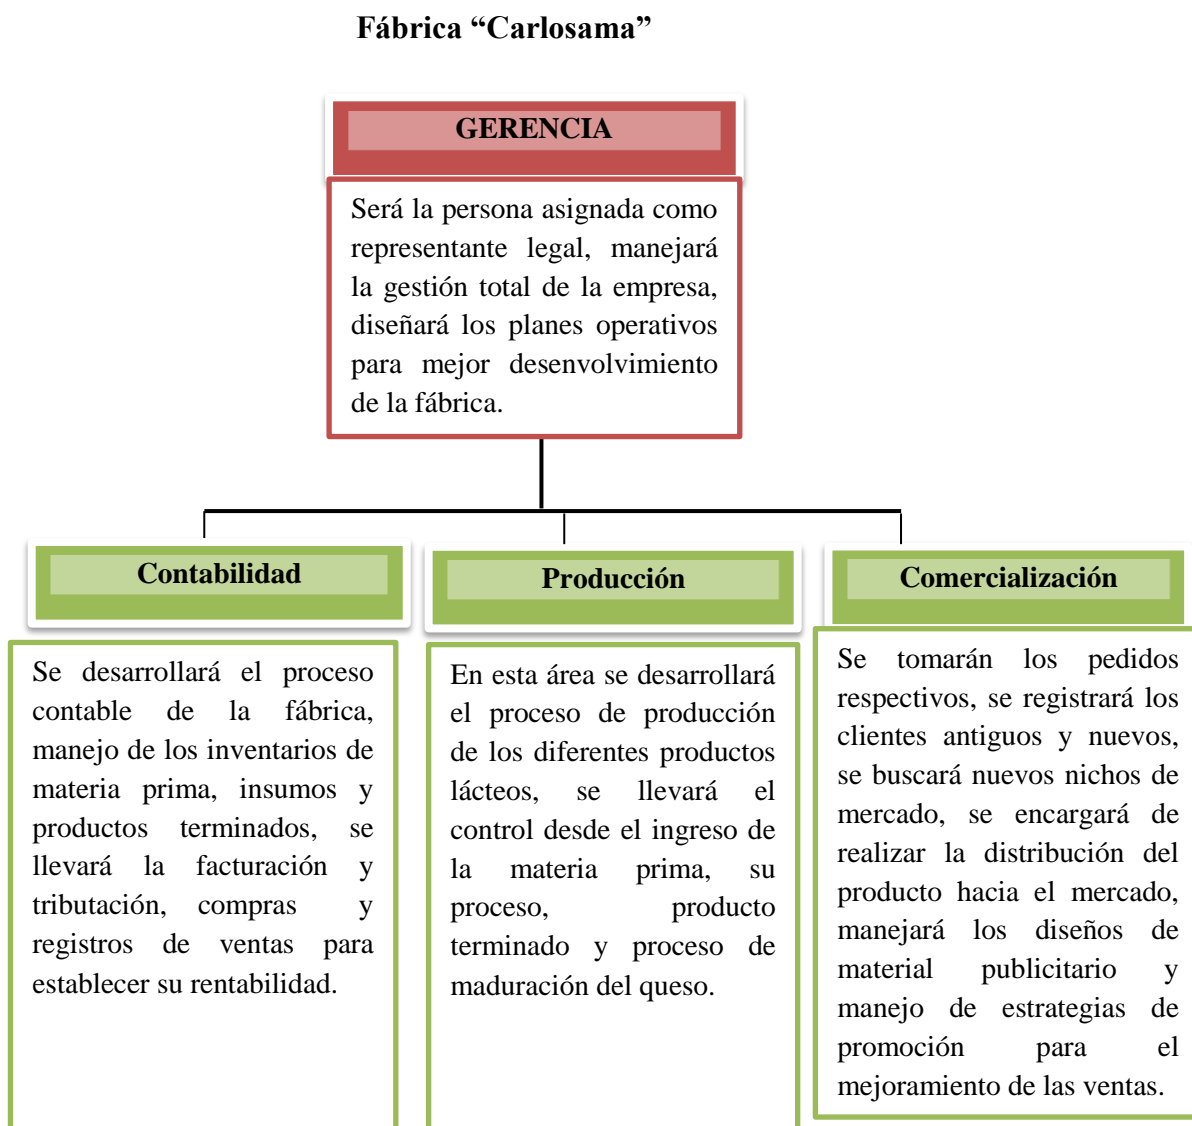 Fábrica “Carlosama”
GERENCIA
Será la persona asignada como
representante legal, manejará
la gestión total de la empresa,
diseñará los planes operativos
para mejor desenvolvimiento
de la fábrica.
Contabilidad
Se desarrollará el proceso
contable de la fábrica,
manejo de los inventarios de
materia prima, insumos y
productos terminados, se
llevará la facturación y
tributación, compras y
registros de ventas para
establecer su rentabilidad.
Producción
En esta área se desarrollará
el proceso de producción
de los diferentes productos
lácteos, se llevará el
control desde el ingreso de
la materia prima, su
proceso, producto
terminado y proceso de
maduración del queso.
Comercialización
Se tomarán los pedidos
respectivos, se registrará los
clientes antiguos y nuevos,
se buscará nuevos nichos de
mercado, se encargará de
realizar la distribución del
producto hacia el mercado,
manejará los diseños de
material publicitario y
manejo de estrategias de
promoción para el
mejoramiento de las ventas.